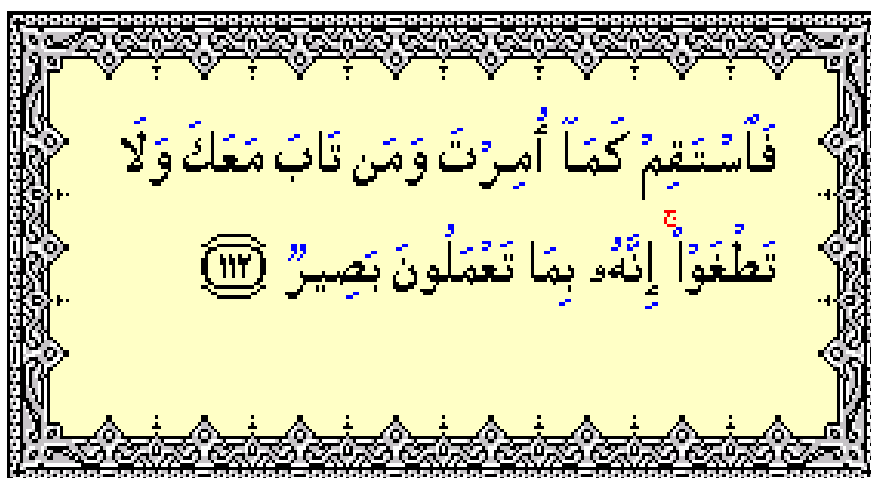 فَٱسْتَقِمْ كَمَآ أُمِرْتَ وَمَن تَابَ مَعَكَ وَلَا
تَطْغَوْا۟ ۚ إِنَّهُۥ بِمَا تَعْمَلُونَ بَصِيرٌ ١١٢